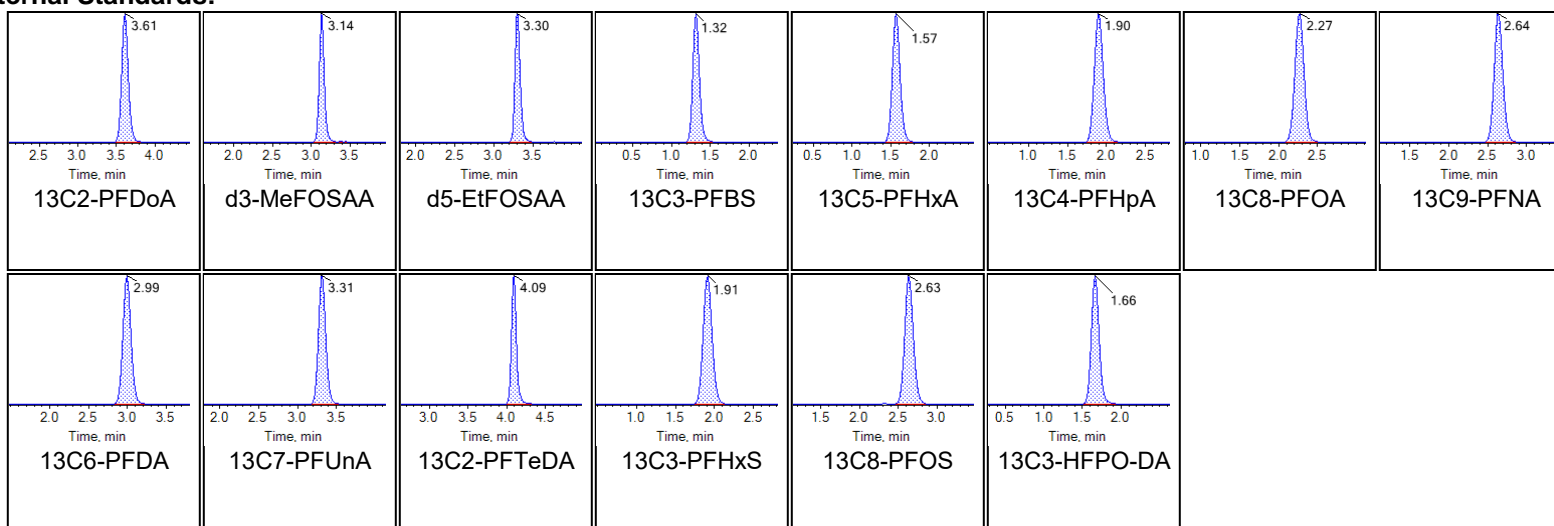 ternal Standards:
3.61 3.14 3.30 1.32 1.57 1.90 2.27 2.64
2.5 3.0 3.5 4.0 2.0 2.5 3.0 3.5 2.0 2.5 3.0 3.5 0.5 1.0 1.5 2.0 0.5 1.0 1.5 2.0 1.0 1.5 2.0 2.5 1.0 1.5 2.0 2.5 1.5 2.0 2.5 3.0
Time, min Time, min Time, min Time, min Time, min Time, min Time, min Time, min
13C2-PFDoA d3-MeFOSAA d5-EtFOSAA 13C3-PFBS 13C5-PFHxA 13C4-PFHpA 13C8-PFOA 13C9-PFNA
2.99 3.31 4.09 1.91 2.63 1.66
2.0 2.5 3.0 3.5 2.0 2.5 3.0 3.5 3.0 3.5 4.0 4.5 1.0 1.5 2.0 2.5 1.5 2.0 2.5 3.0 0.5 1.0 1.5 2.0
Time, min Time, min Time, min Time, min Time, min Time, min
13C6-PFDA 13C7-PFUnA 13C2-PFTeDA 13C3-PFHxS 13C8-PFOS 13C3-HFPO-DA